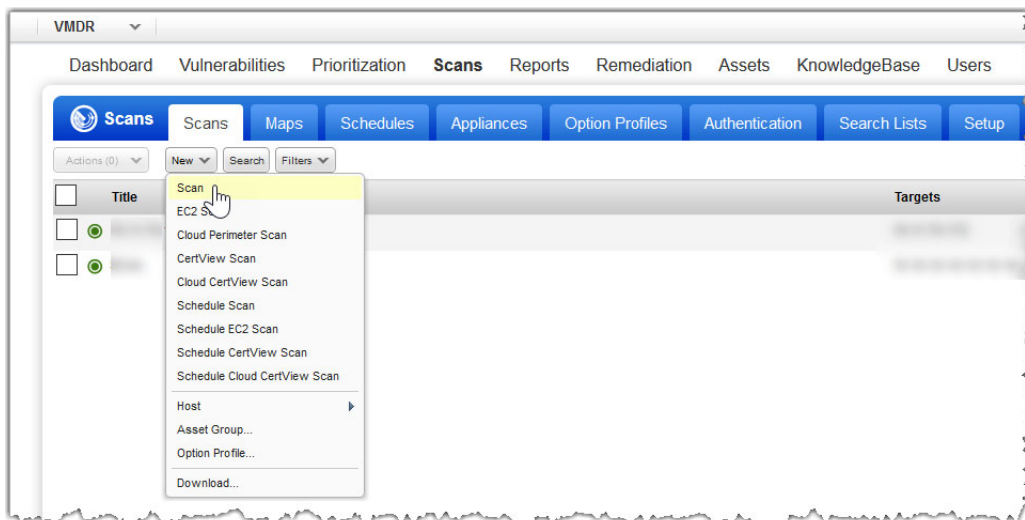 VMDR
Dashboard Vulnerabilities Prioritization Scans Reports Remediation Assets KnowledgeBase Users
Scans Scans Maps Schedules Appliances Option Profiles Authentication Search Lists Setup
Actions (0) New Search Filters
Title Targets
Scan
EC2
Cloud Perimeter Scan
CertView Scan
Cloud CertView Scan
Schedule Scan
Schedule EC2 Scan
Schedule CertView Scan
Schedule Cloud CertView Scan
Host
Asset Group...
Option Profile...
Download...